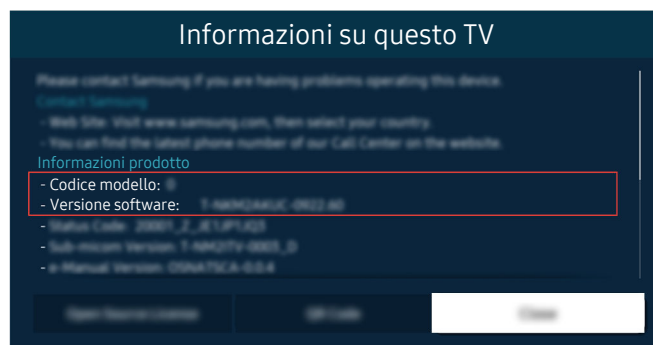 Informazioni su questo TV
Please contact Samsung if you are having problems operating this device.
Contact Samsung
- Web Site: Visit www.samsung.com, then select your country.
- You can find the latest phone number of our Call Center on the website.
Informazioni prodotto
- Codice modello:
- Versione software:
- Status Code:
- Sub-micom Version:
- e-Manual Version:
Open Source License
QR Code
Close